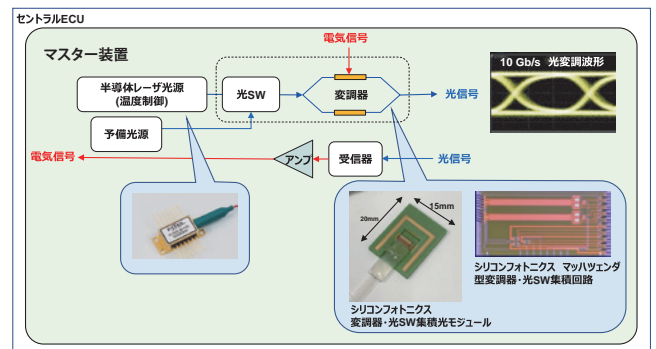 セントラルECU
マスター装置
電気信号
10 Gb/s 光変調波形
半導体レーザ光源
(温度制御)
光SW
変調器
光信号
予備光源
電気信号
アンプ
受信器
光信号
20mm
15mm
シリコンフォトニクス マッハツェンダ
型変調器・光SW集積回路
シリコンフォトニクス
変調器・光SW集積光モジュール